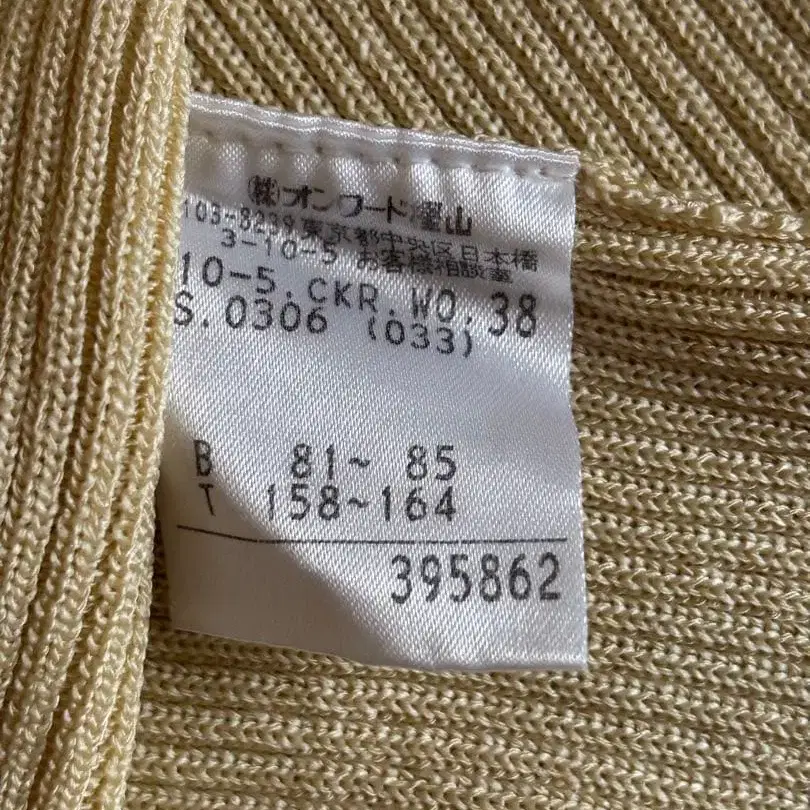 ㈱オンワード樫山
103-8239 東京都中央区日本橋
3-10-5 お客様相談室
10-5.CKR.WO.38
S.0306 (033)
B 81~ 85
T 158~164
395862